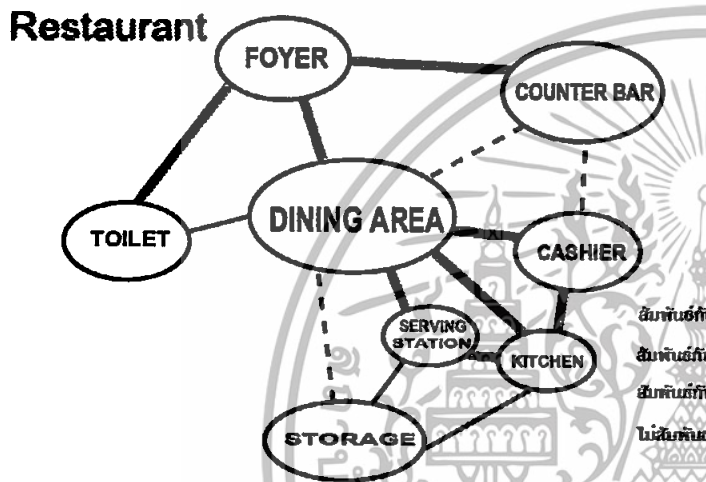 Restaurant
FOYER
COUNTER BAR
DINING AREA
TOILET
CASHIER
SERVING
STATION
KITCHEN
STORAGE
สัมพันธ์กั
สัมพันธ์กั
สัมพันธ์กั
ไม่สัมพันธ